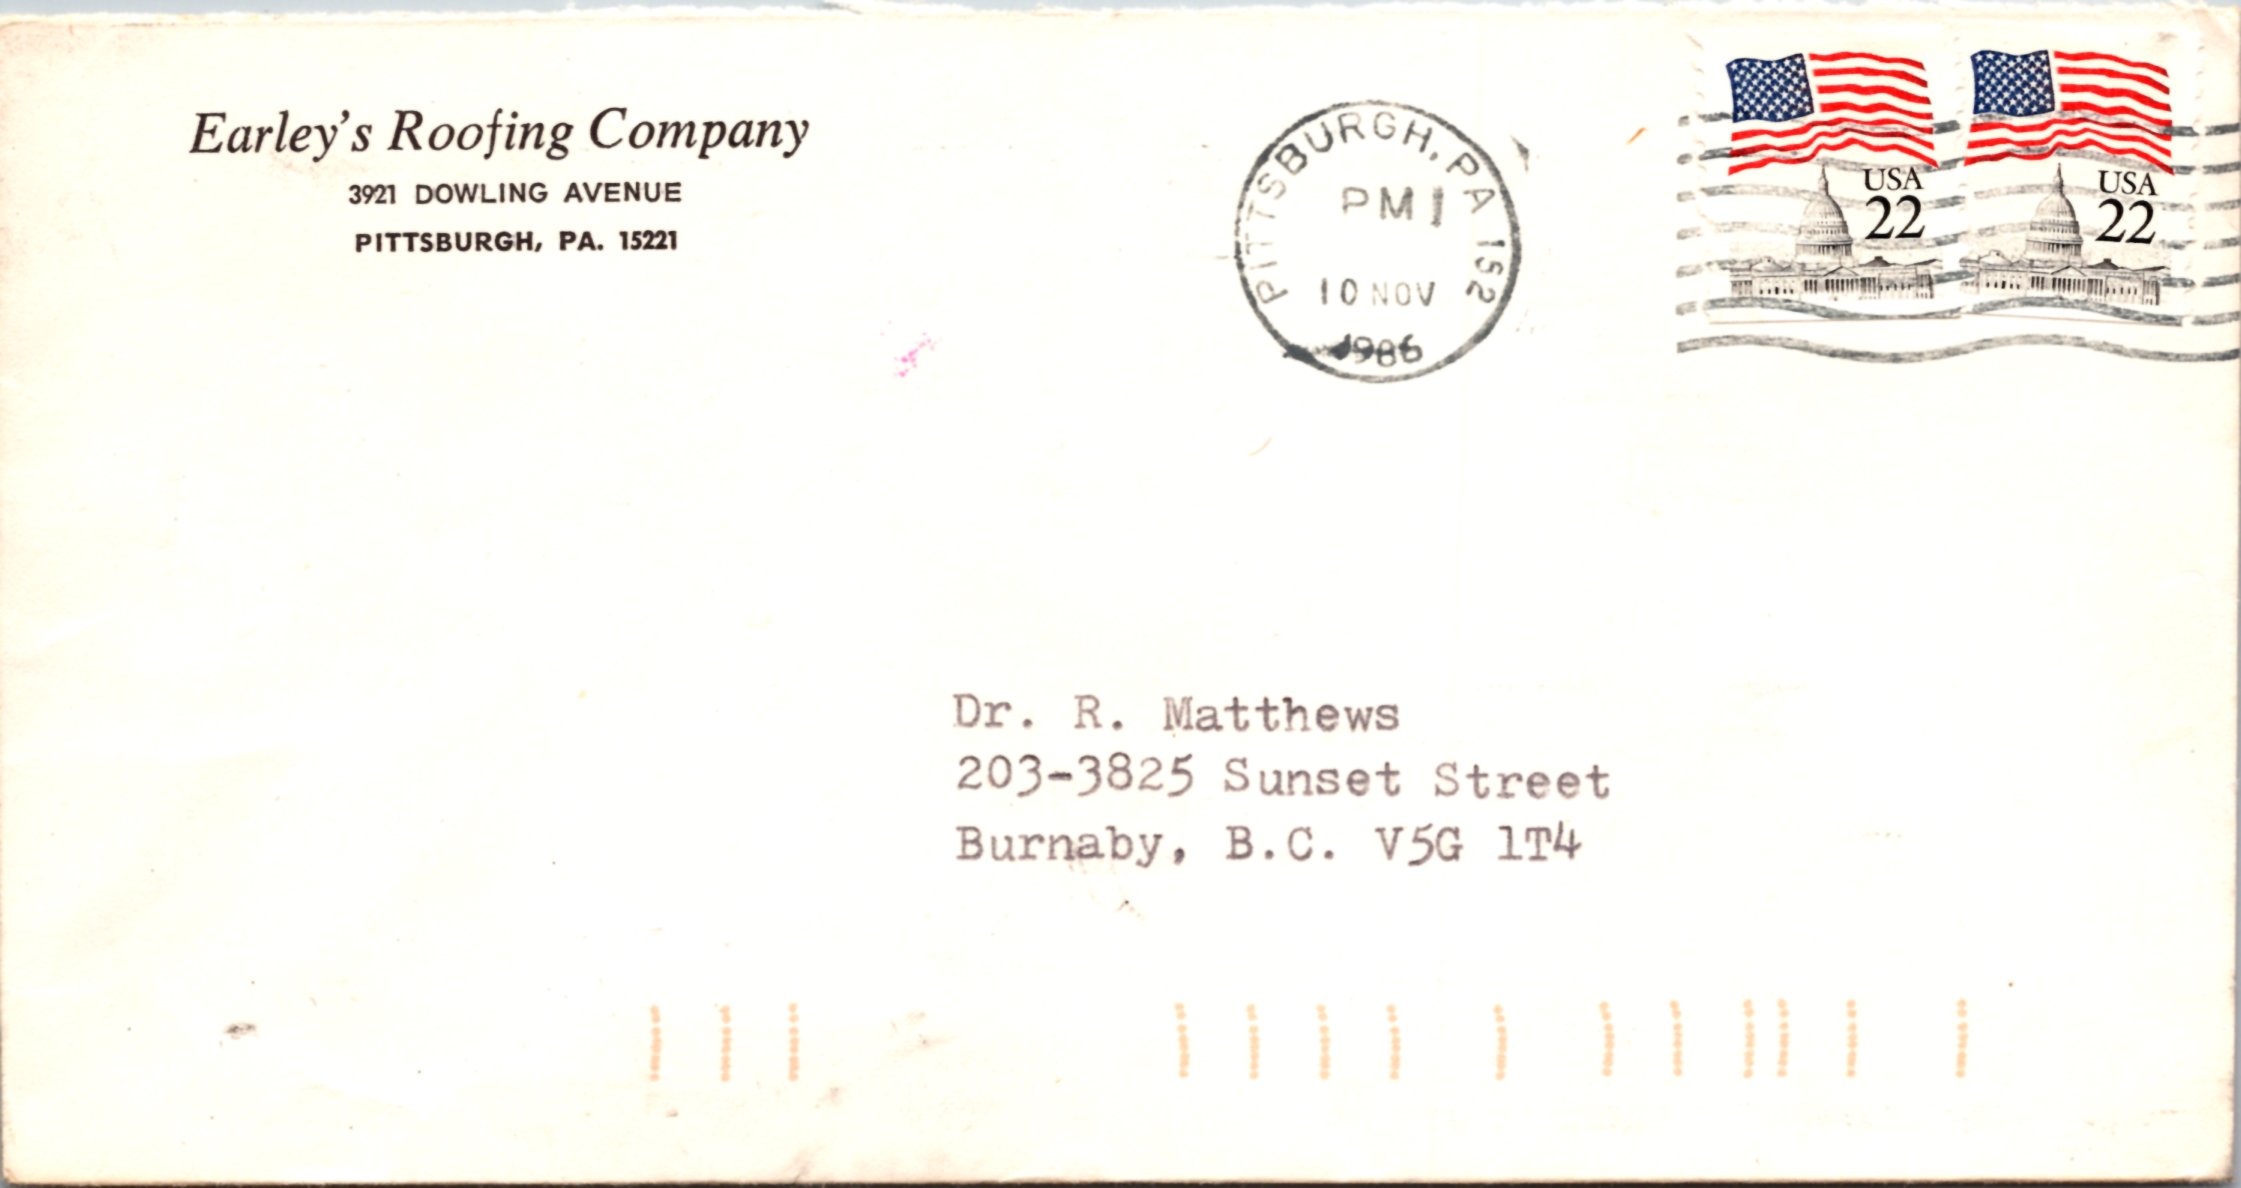 Earley's Roofing Company
3921 DOWLING AVENUE
PITTSBURGH, PA. 15221
PITTSBURGH, PA 152
PM 1
10 NOV
1986
USA
22
USA
22
Dr. R. Matthews
203-3825 Sunset Street
Burnaby, B.C. V5G 1T4